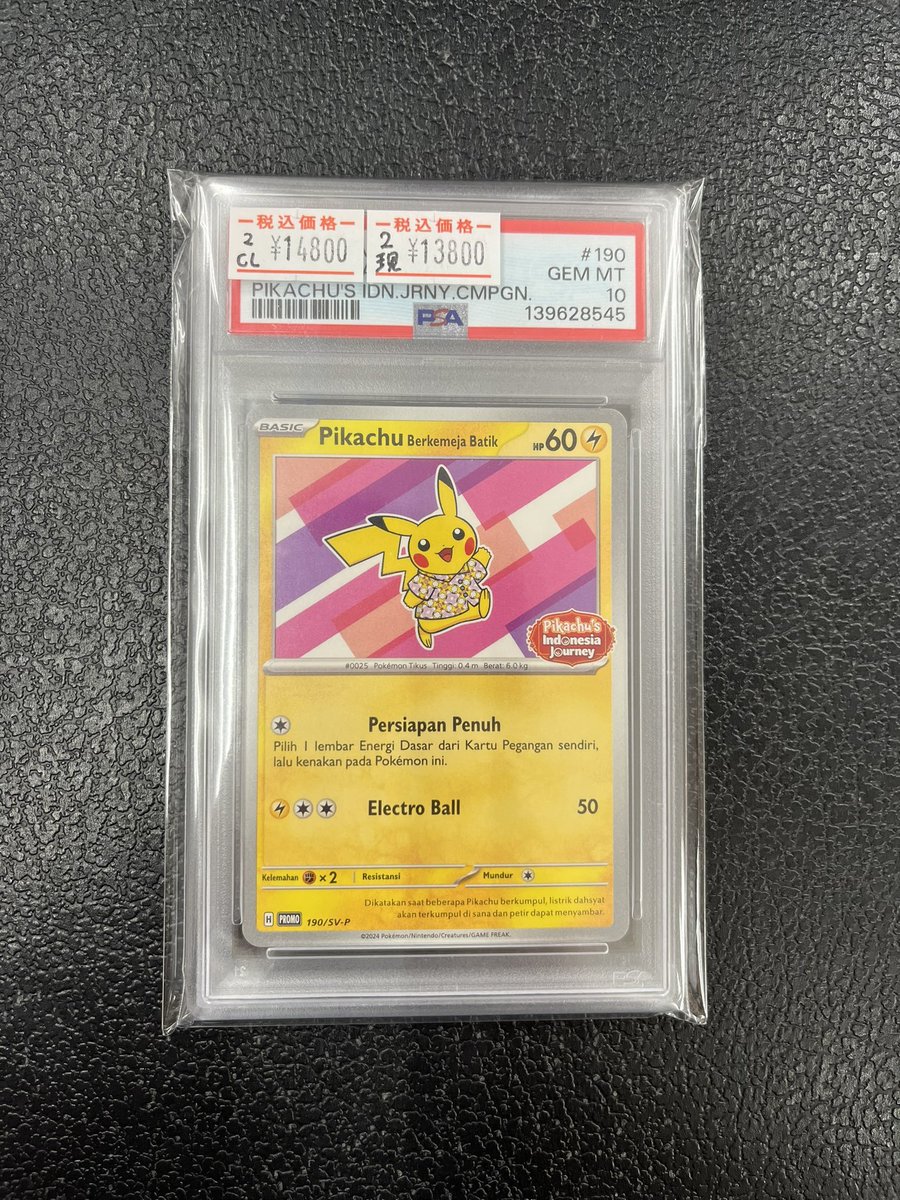 一税込価格一
2
CL
¥14800
一税込価格一
2
現
¥13800
#190
GEM MT
PIKACHU'S IDN.JRNY.CMPGN.
10
PSA
139628545
BASIC
Pikachu Berkemeja Batik
HP 60
Pikachu's
Indonesia
Journey
#0025 Pokémon Tikus Tinggi: 0.4 m Berat: 6.0 kg
Persiapan Penuh
Pilih 1 lembar Energi Dasar dari Kartu Pegangan sendiri,
lalu kenakan pada Pokémon ini.
Electro Ball 50
Kelemahan ×2 Resistansi Mundur
Dikatakan saat beberapa Pikachu berkumpul, listrik dahsyat
akan terkumpul di sana dan petir dapat menyambar.
H PROMO 190/SV-P
©2024 Pokémon/Nintendo/Creatures/GAME FREAK.